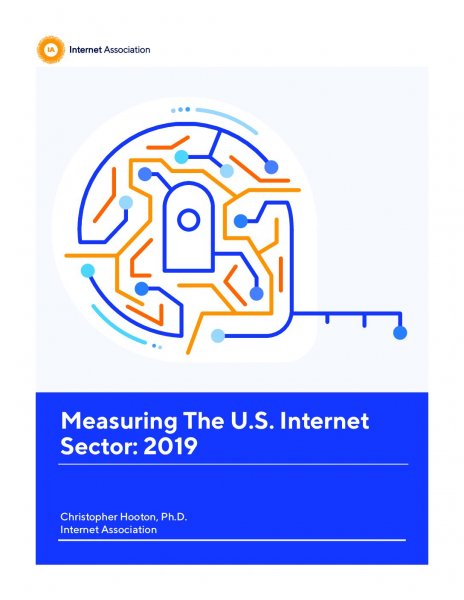 IA Internet Association
Measuring The U.S. Internet
Sector: 2019
Christopher Hooton, Ph.D.
Internet Association